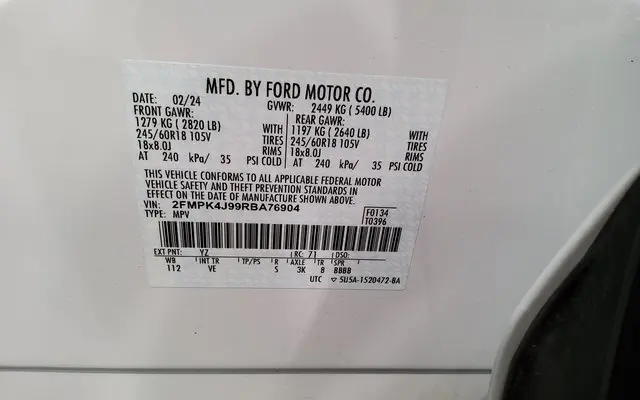 MFD. BY FORD MOTOR CO.
DATE: 02/24 GVWR: 2449 KG ( 5400 LB)
FRONT GAWR: REAR GAWR:
1279 KG ( 2820 LB) WITH 1197 KG ( 2640 LB) WITH
245/60R18 105V TIRES 245/60R18 105V TIRES
18x8.0J RIMS 18x8.0J RIMS
AT 240 kPa/ 35 PSI COLD AT 240 kPa/ 35 PSI COLD
THIS VEHICLE CONFORMS TO ALL APPLICABLE FEDERAL MOTOR
VEHICLE SAFETY AND THEFT PREVENTION STANDARDS IN
EFFECT ON THE DATE OF MANUFACTURE SHOWN ABOVE.
VIN: 2FMPK4J99RBA76904 F0134
TYPE: MPV T0396
EXT PNT: YZ RC: 71 DSO:
WB INT TR TP/PS R AXLE TR SPR
112 VE S 3K 8 BBBB
UTC ▽ 5U5A-1520472-BA